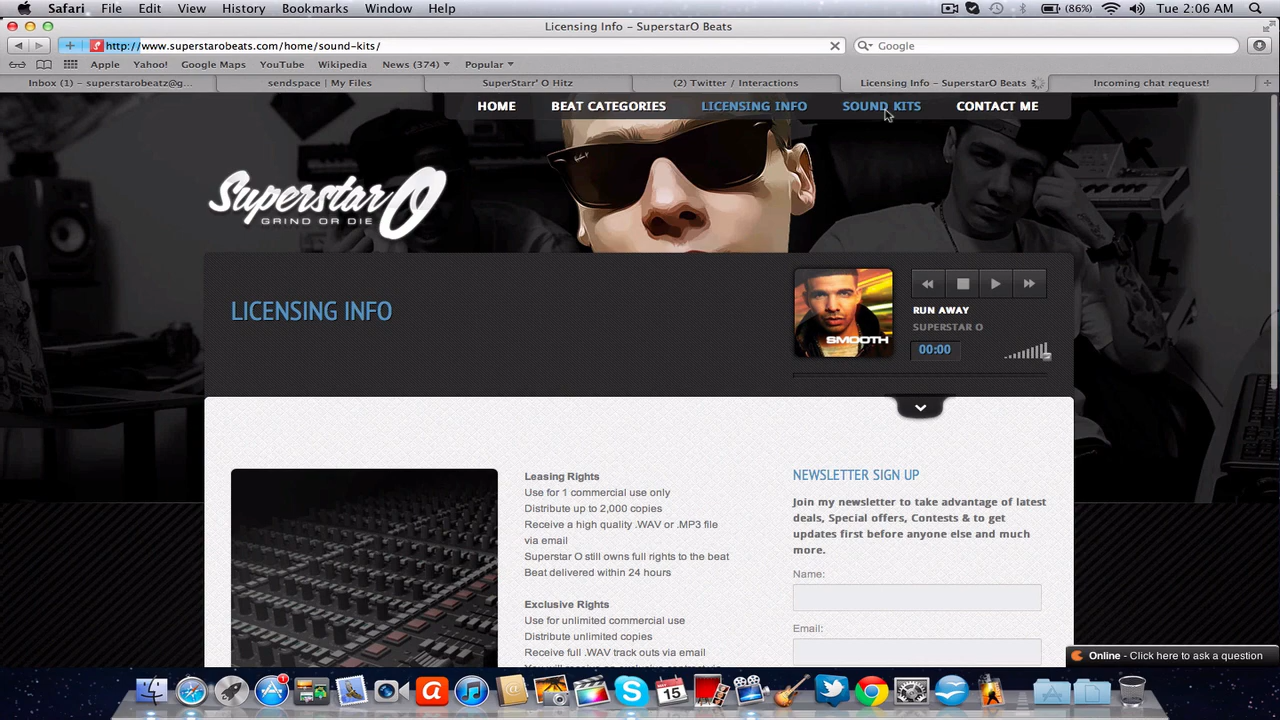 Safari File Edit View History Bookmarks Window Help (86%) Tue 2:06 AM
Licensing Info – SuperstarO Beats
http://www.superstarobeats.com/home/sound-kits/ Google
Apple Yahoo! Google Maps YouTube Wikipedia News (374) Popular
Inbox (1) – superstarobeatz@g... sendspace | My Files SuperStarr' O Hitz (2) Twitter / Interactions Licensing Info – SuperstarO Beats Incoming chat request!
HOME BEAT CATEGORIES LICENSING INFO SOUND KITS CONTACT ME
Superstar O
GRIND OR DIE
LICENSING INFO
SMOOTH
RUN AWAY
SUPERSTAR O
00:00
Leasing Rights
Use for 1 commercial use only
Distribute up to 2,000 copies
Receive a high quality .WAV or .MP3 file
via email
Superstar O still owns full rights to the beat
Beat delivered within 24 hours
Exclusive Rights
Use for unlimited commercial use
Distribute unlimited copies
Receive full .WAV track outs via email
NEWSLETTER SIGN UP
Join my newsletter to take advantage of latest
deals, Special offers, Contests & to get
updates first before anyone else and much
more.
Name:
Email:
Online - Click here to ask a question
1
15